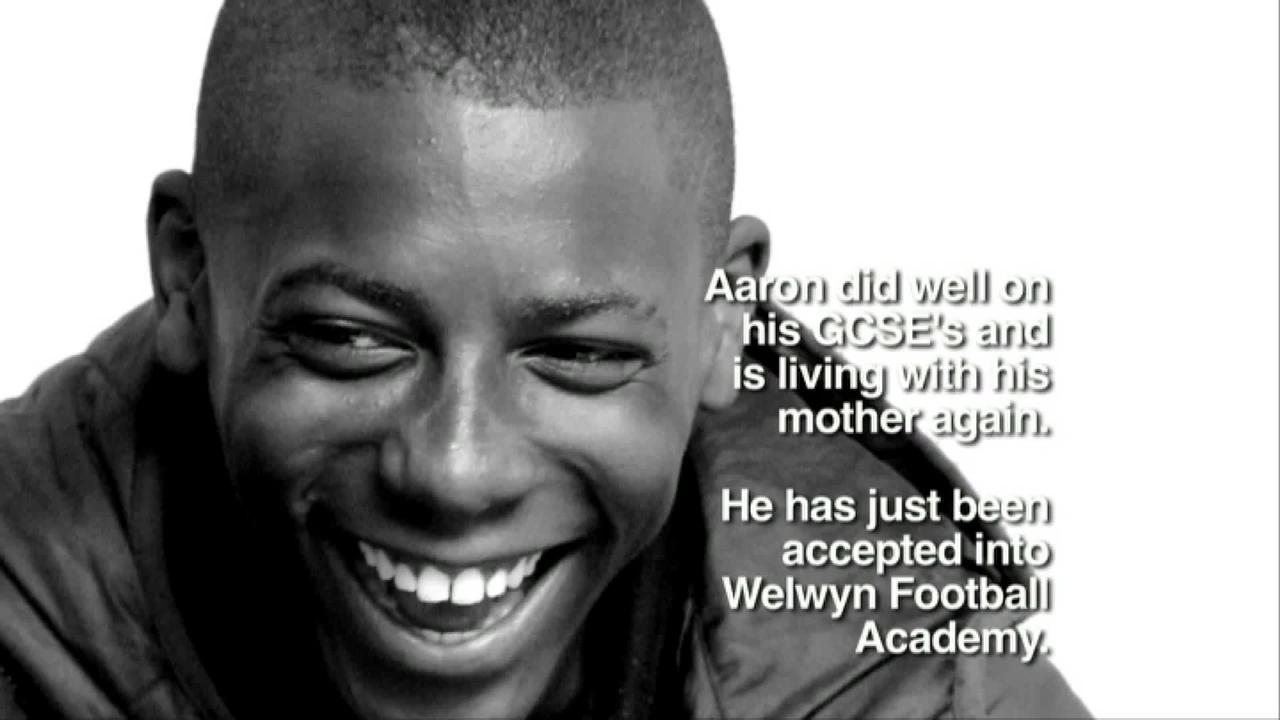 Aaron did well on
his GCSE's and
is living with his
mother again.
He has just been
accepted into
Welwyn Football
Academy.